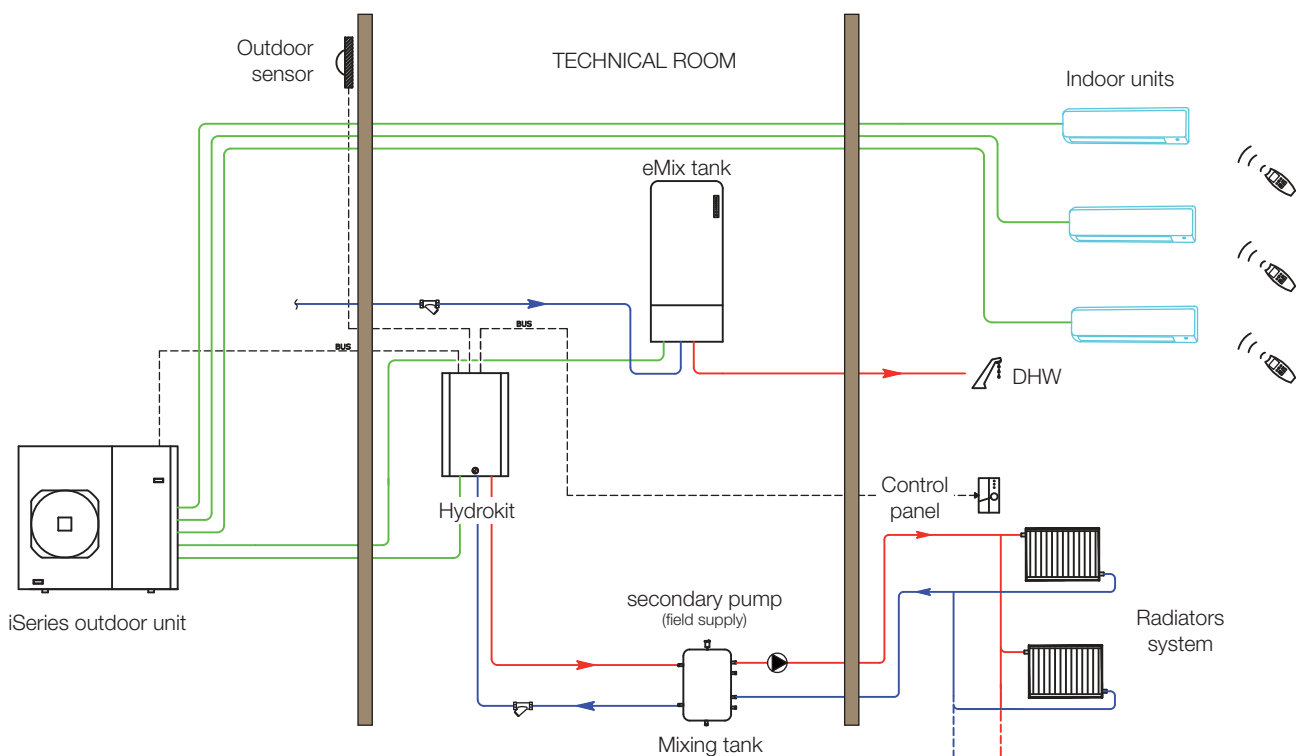 Outdoor
sensor
TECHNICAL ROOM
Indoor units
eMix tank
BUS
BUS
DHW
Hydrokit
Control
panel
iSeries outdoor unit
secondary pump
(field supply)
Radiators
system
Mixing tank